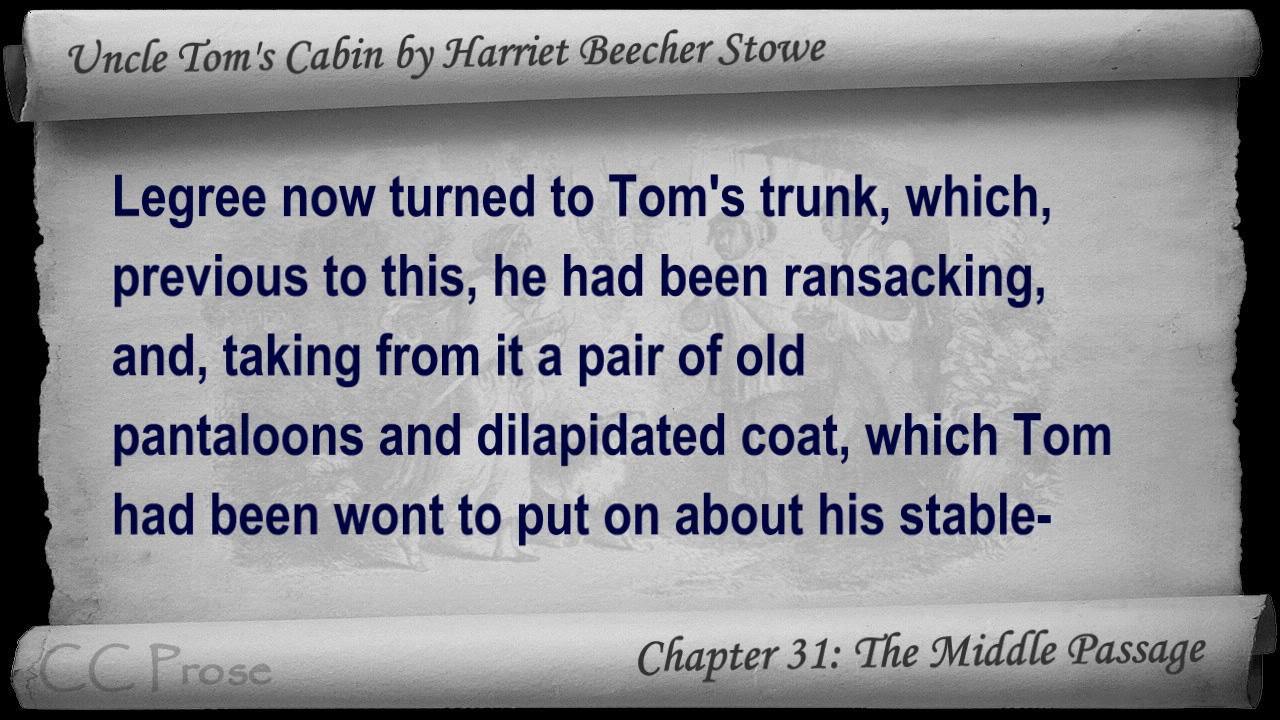 Uncle Tom's Cabin by Harriet Beecher Stowe
Legree now turned to Tom's trunk, which,
previous to this, he had been ransacking,
and, taking from it a pair of old
pantaloons and dilapidated coat, which Tom
had been wont to put on about his stable-
CC Prose
Chapter 31: The Middle Passage